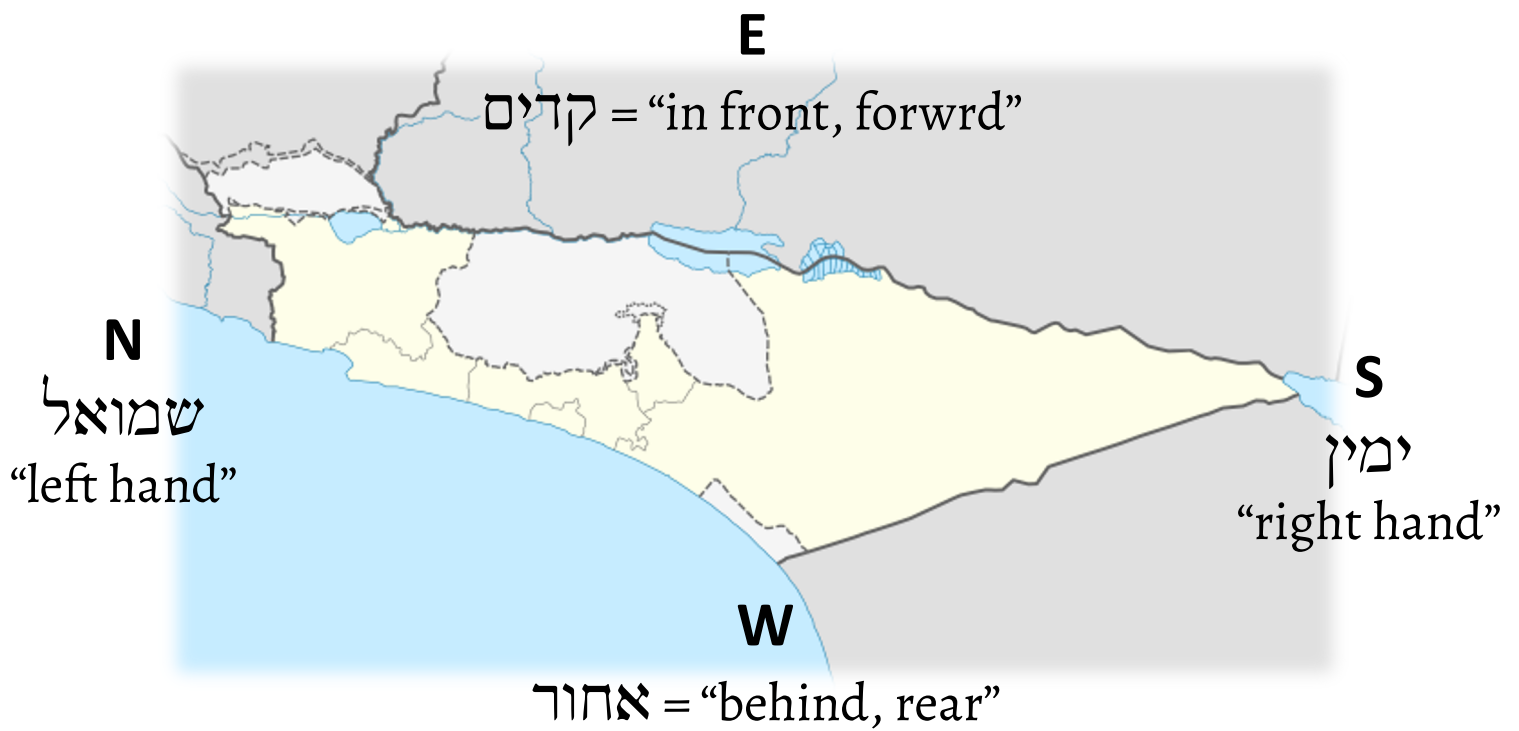 E
קדים = “in front, forwrd”
N
שמואל
“left hand”
S
ימין
“right hand”
W
אחור = “behind, rear”